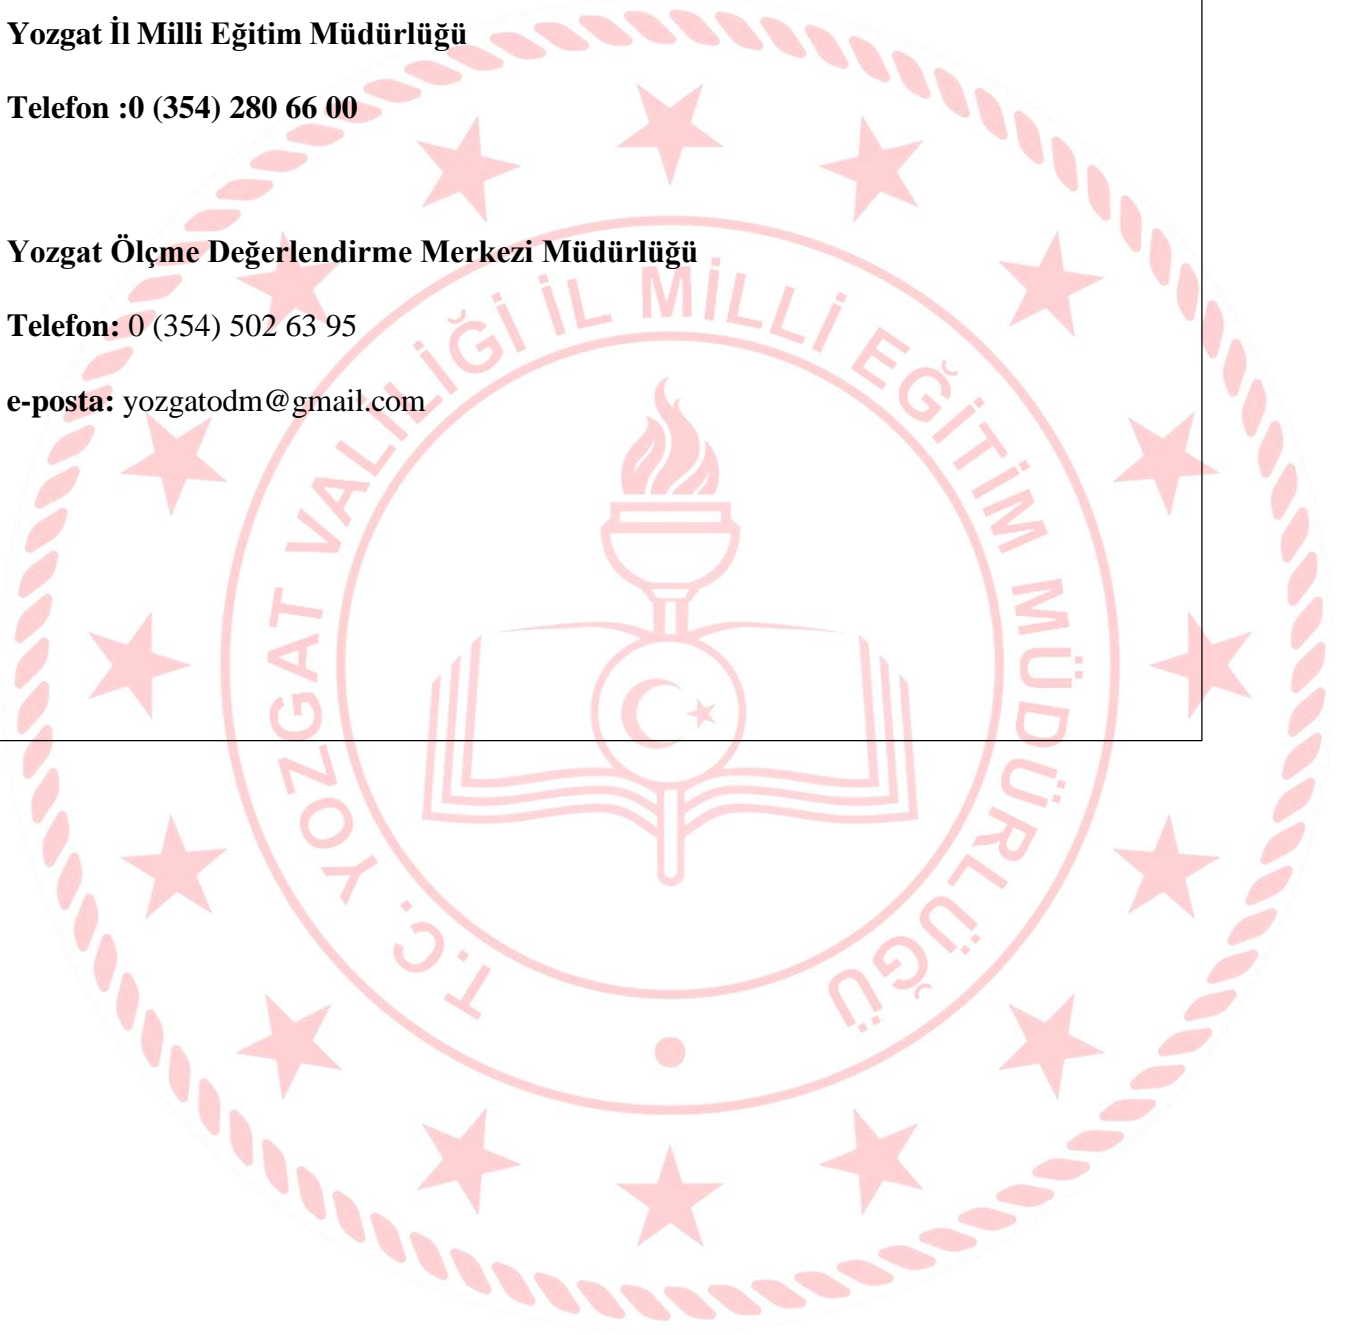 Yozgat İl Milli Eğitim Müdürlüğü
Telefon :0 (354) 280 66 00
Yozgat Ölçme Değerlendirme Merkezi Müdürlüğü
Telefon: 0 (354) 502 63 95
e-posta: yozgatodm@gmail.com
T.C. YOZGAT VALİLİĞİ İL MİLLİ EĞİTİM MÜDÜRLÜĞÜ